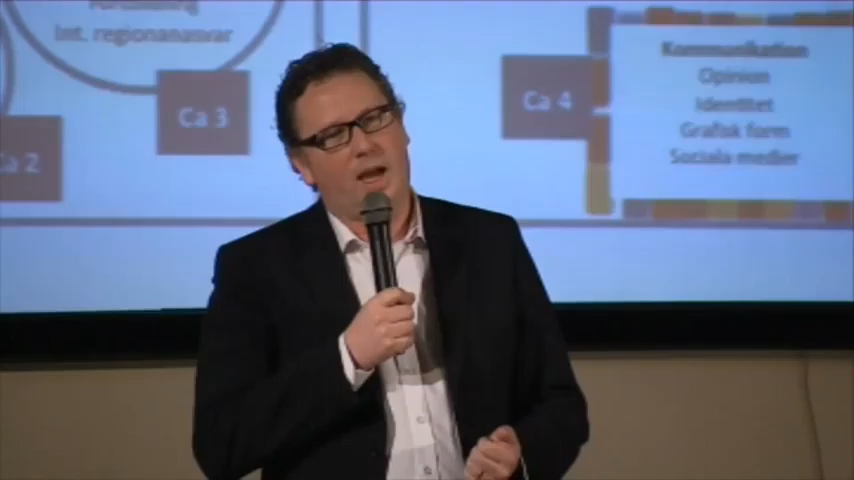 Int. regionansvar
Ca 3
Ca 2
Ca 4
Kommunikation
Opinion
Identitet
Grafisk form
Sociala medier